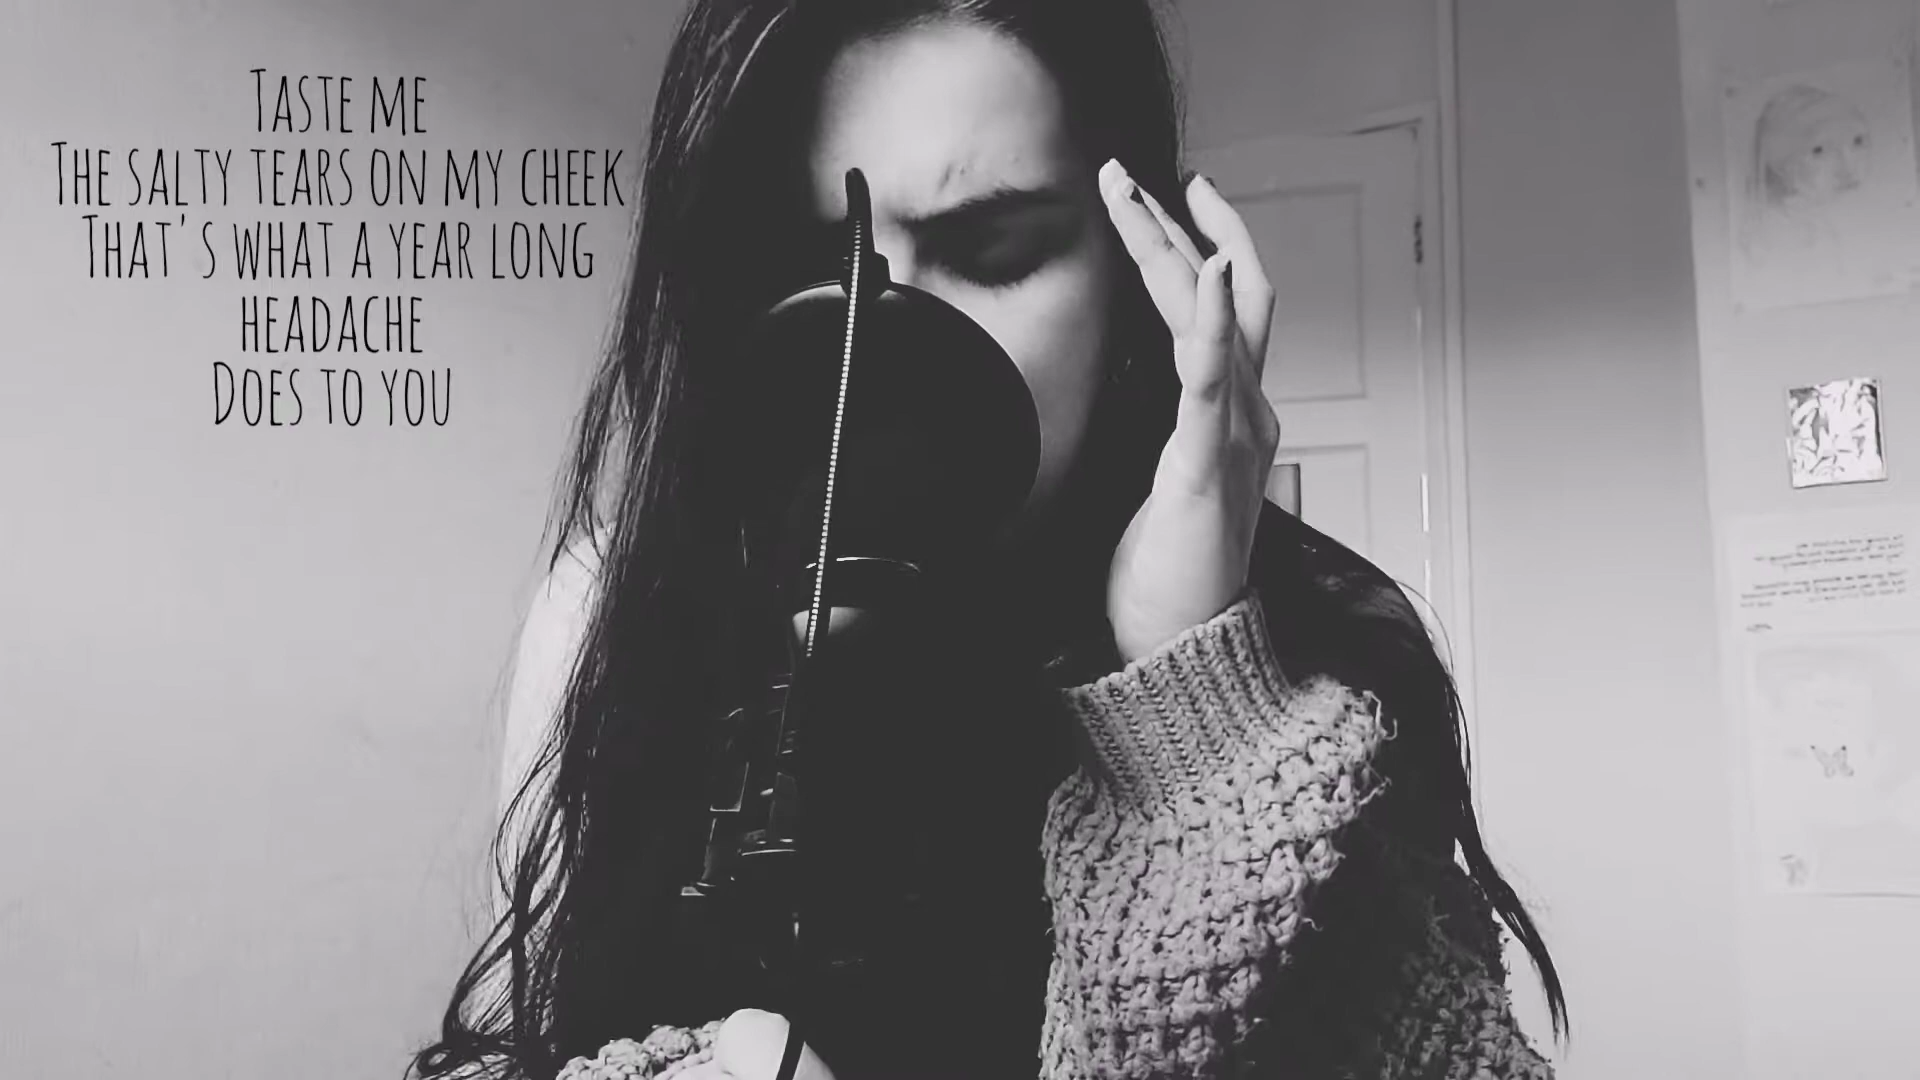 Taste me
The salty tears on my cheek
That's what a year long
headache
Does to you